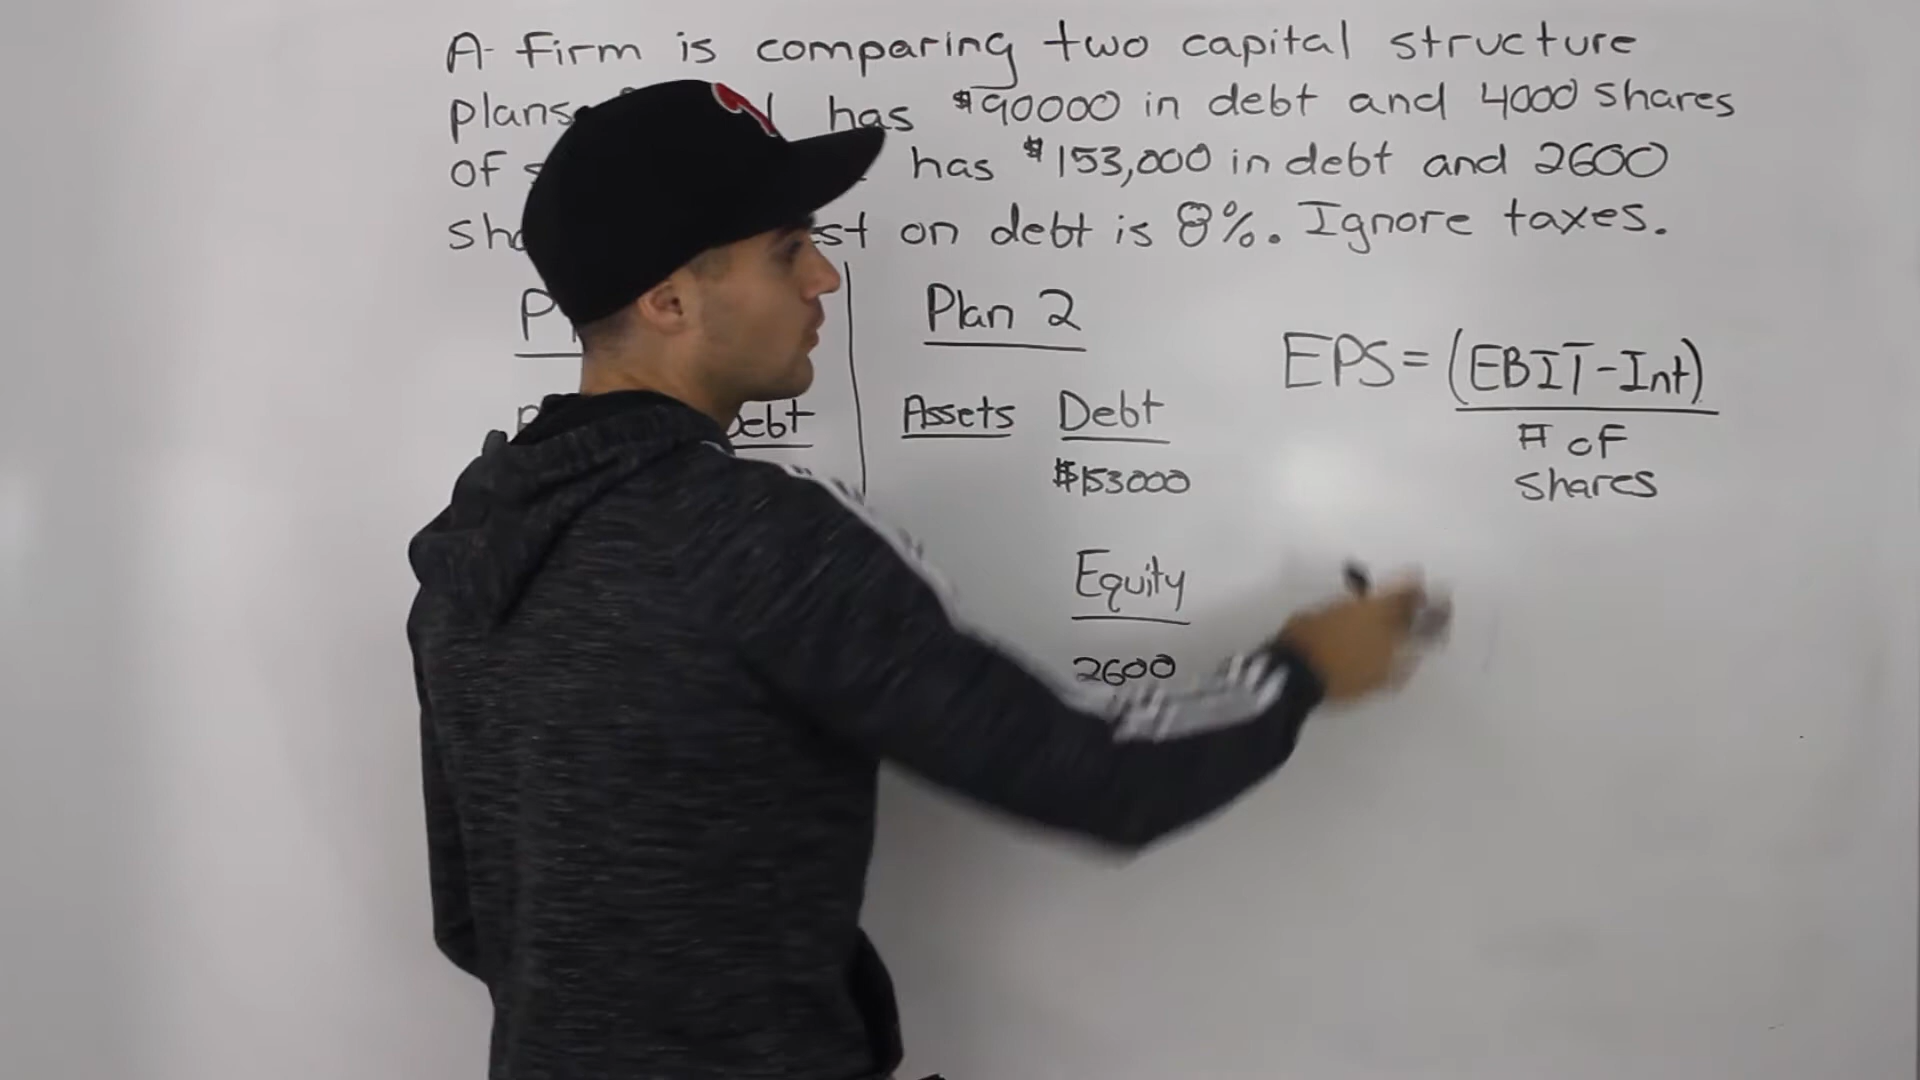 A firm is comparing two capital structure
plans. has $90000 in debt and 4000 shares
of has $153,000 in debt and 2600
on debt is 8%. Ignore taxes.
Plan 2
Debt
Assets Debt
$153000
Equity
2600
EPS = (EBIT-Int)
# of
shares